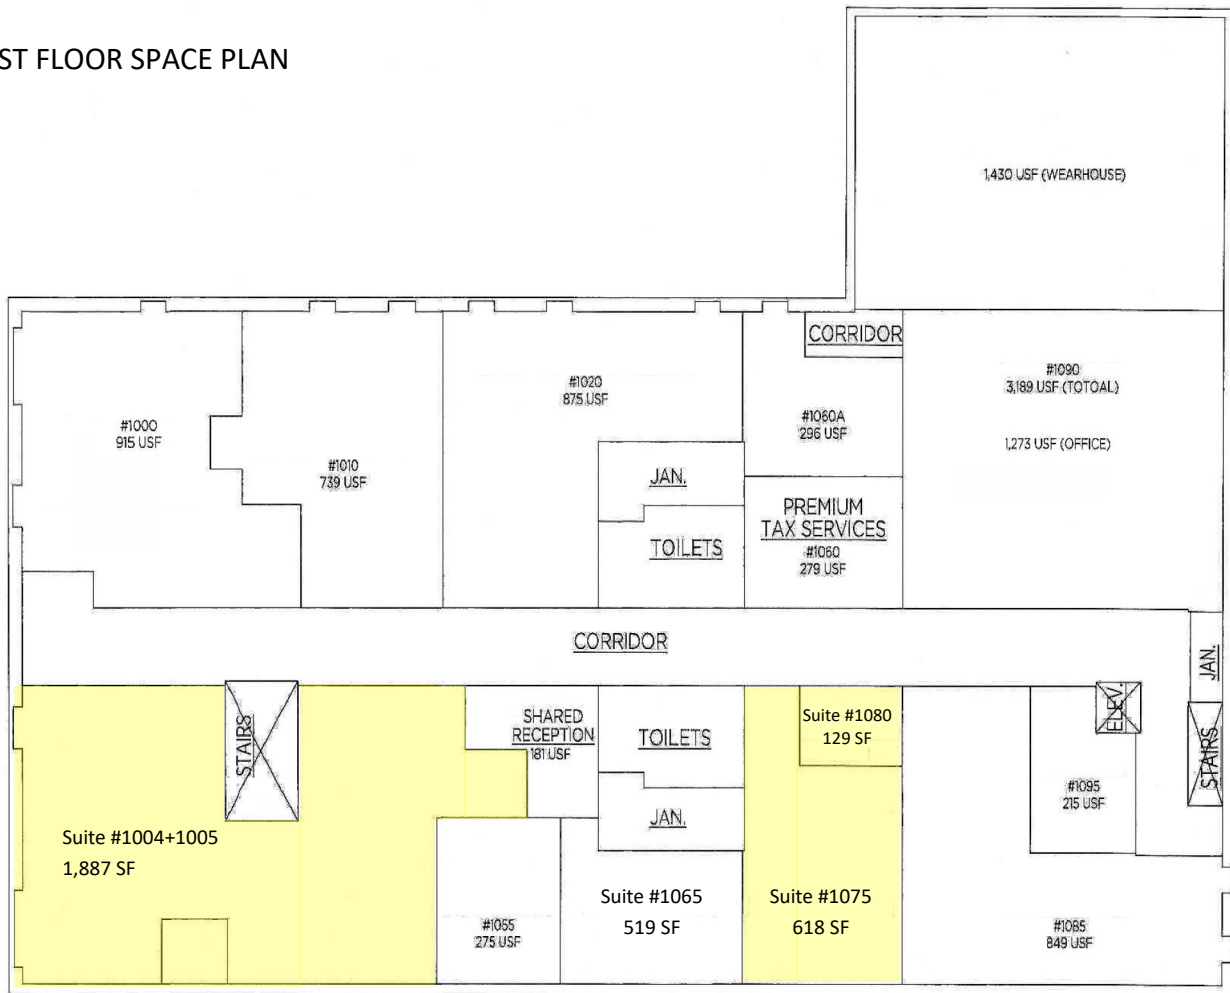 ST FLOOR SPACE PLAN
1,430 USF (WEARHOUSE)
CORRIDOR
#1090
3,189 USF (TOTOAL)
1,273 USF (OFFICE)
#1020
875 USF
#1060A
296 USF
#1000
915 USF
#1010
739 USF
JAN.
PREMIUM
TAX SERVICES
#1060
279 USF
TOILETS
CORRIDOR
JAN.
STAIRS
SHARED
RECEPTION
181 USF
TOILETS
Suite #1080
129 SF
ELEV.
STAIRS
#1095
215 USF
JAN.
Suite #1004+1005
1,887 SF
#1055
275 USF
Suite #1065
519 SF
Suite #1075
618 SF
#1085
849 USF